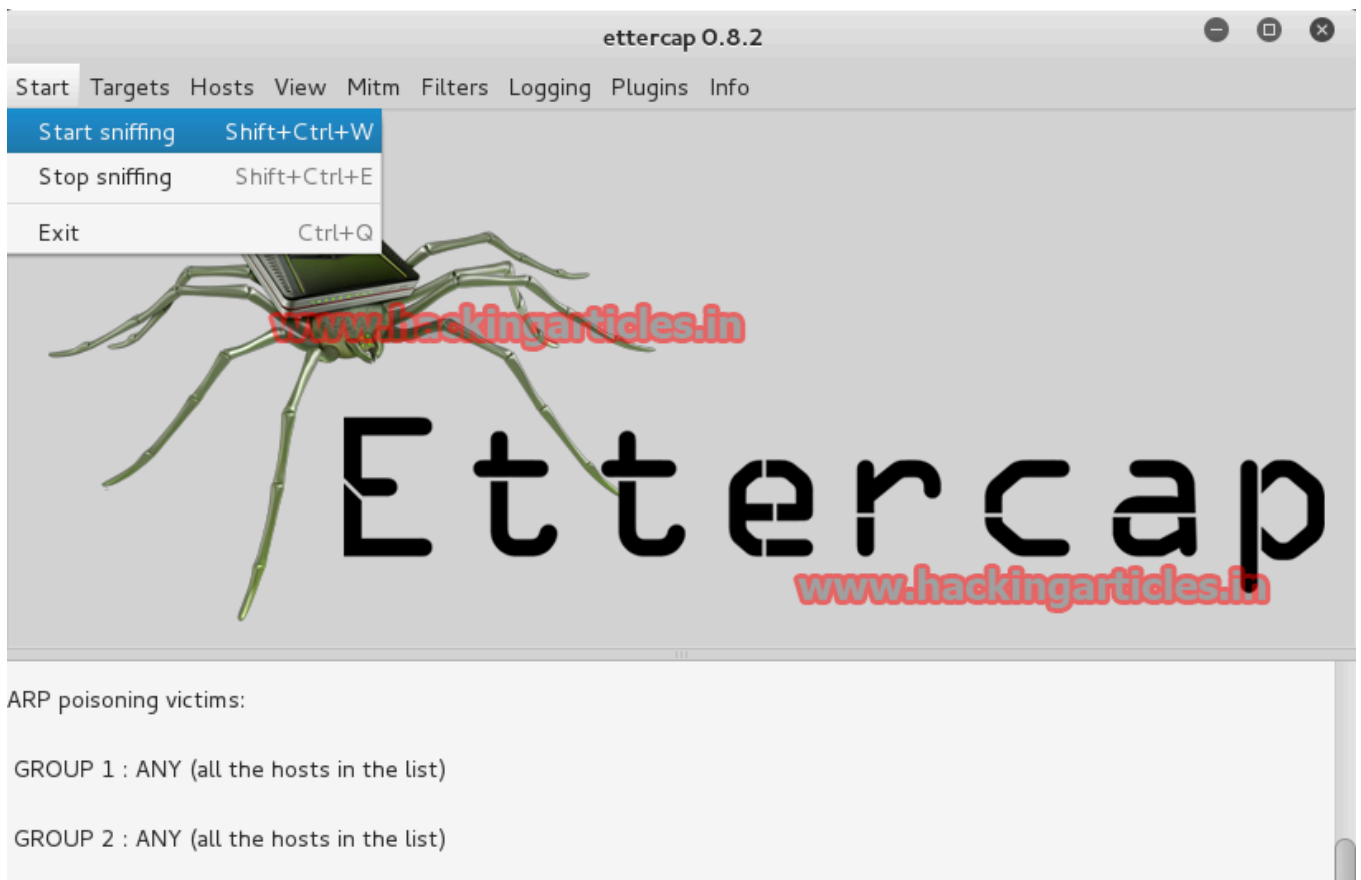 ettercap 0.8.2
Start Targets Hosts View Mitm Filters Logging Plugins Info
Start sniffing Shift+Ctrl+W
Stop sniffing Shift+Ctrl+E
Exit Ctrl+Q
www.hackingarticles.in
Ettercap
www.hackingarticles.in
ARP poisoning victims:
GROUP 1 : ANY (all the hosts in the list)
GROUP 2 : ANY (all the hosts in the list)